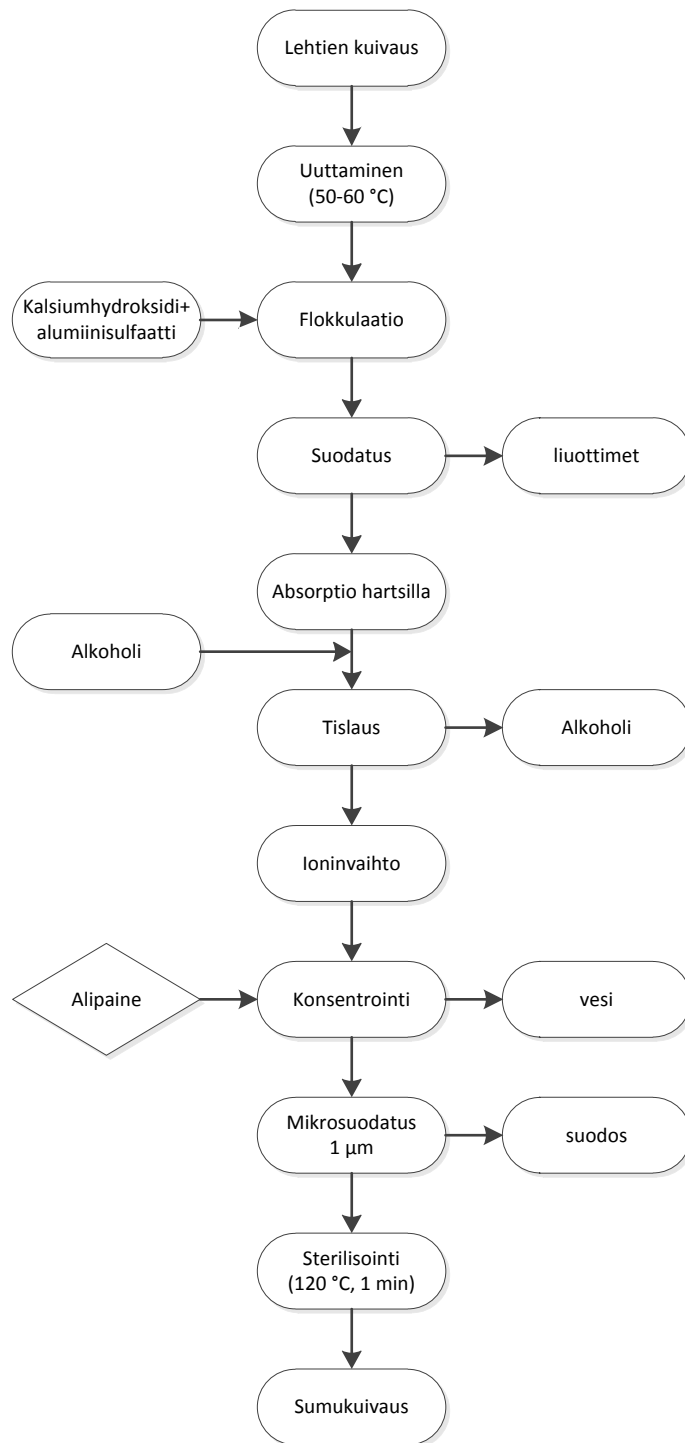 Lehtien kuivaus
Uuttaminen
(50-60 °C)
Kalsiumhydroksidi+
alumiinisulfaatti
Flokkulaatio
Suodatus
liuottimet
Absorptio hartsilla
Alkoholi
Tislaus
Alkoholi
Ioninvaihto
Alipaine
Konsentrointi
vesi
Mikrosuodatus
1 µm
suodos
Sterilisointi
(120 °C, 1 min)
Sumukuivaus